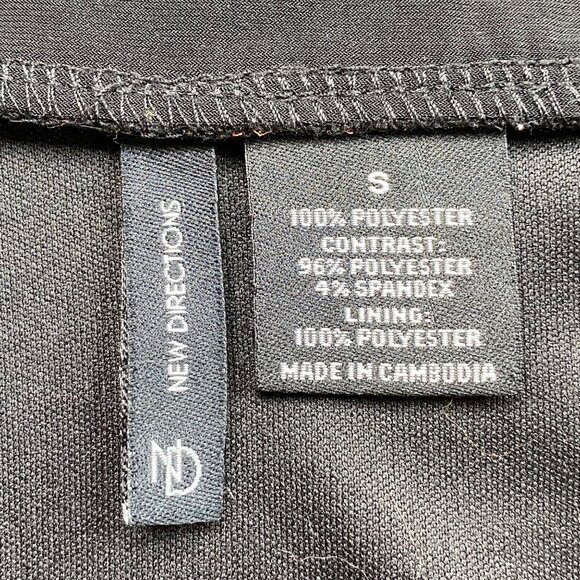 NEW DIRECTIONS
ND
S
100% POLYESTER
CONTRAST:
96% POLYESTER
4% SPANDEX
LINING:
100% POLYESTER
MADE IN CAMBODIA